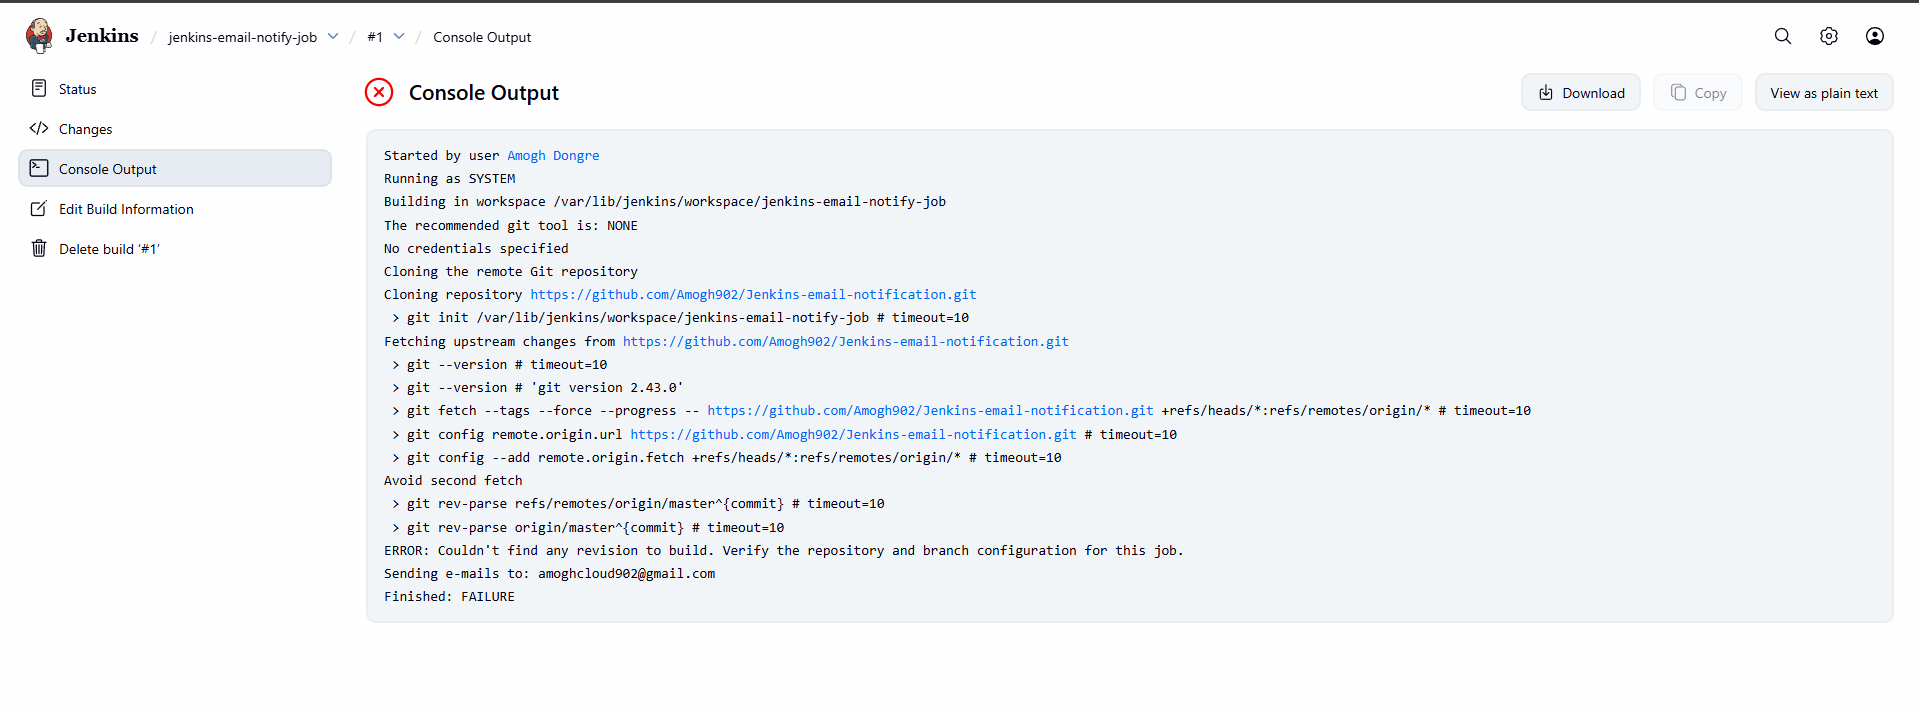 Jenkins / jenkins-email-notify-job / #1 / Console Output
Status
Changes
Console Output
Edit Build Information
Delete build ‘#1’
Console Output
Download
Copy
View as plain text
Started by user Amogh Dongre
Running as SYSTEM
Building in workspace /var/lib/jenkins/workspace/jenkins-email-notify-job
The recommended git tool is: NONE
No credentials specified
Cloning the remote Git repository
Cloning repository https://github.com/Amogh902/Jenkins-email-notification.git
 > git init /var/lib/jenkins/workspace/jenkins-email-notify-job # timeout=10
Fetching upstream changes from https://github.com/Amogh902/Jenkins-email-notification.git
 > git --version # timeout=10
 > git --version # 'git version 2.43.0'
 > git fetch --tags --force --progress -- https://github.com/Amogh902/Jenkins-email-notification.git +refs/heads/*:refs/remotes/origin/* # timeout=10
 > git config remote.origin.url https://github.com/Amogh902/Jenkins-email-notification.git # timeout=10
 > git config --add remote.origin.fetch +refs/heads/*:refs/remotes/origin/* # timeout=10
Avoid second fetch
 > git rev-parse refs/remotes/origin/master^{commit} # timeout=10
 > git rev-parse origin/master^{commit} # timeout=10
ERROR: Couldn't find any revision to build. Verify the repository and branch configuration for this job.
Sending e-mails to: amoghcloud902@gmail.com
Finished: FAILURE